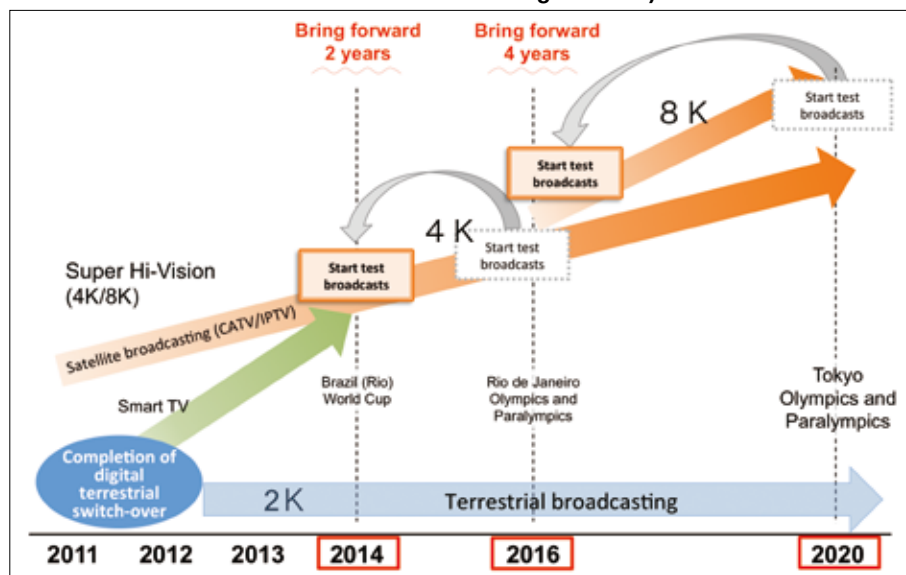 Bring forward
2 years
Bring forward
4 years
Start test
broadcasts
8 K
Start test
broadcasts
4 K
Start test
broadcasts
Start test
broadcasts
Super Hi-Vision
(4K/8K)
Satellite broadcasting (CATV/IPTV)
Smart TV
Brazil (Rio)
World Cup
Rio de Janeiro
Olympics and
Paralympics
Tokyo
Olympics and
Paralympics
Completion of
digital
terrestrial
switch-over
2K
Terrestrial broadcasting
2011
2012
2013
2014
2016
2020